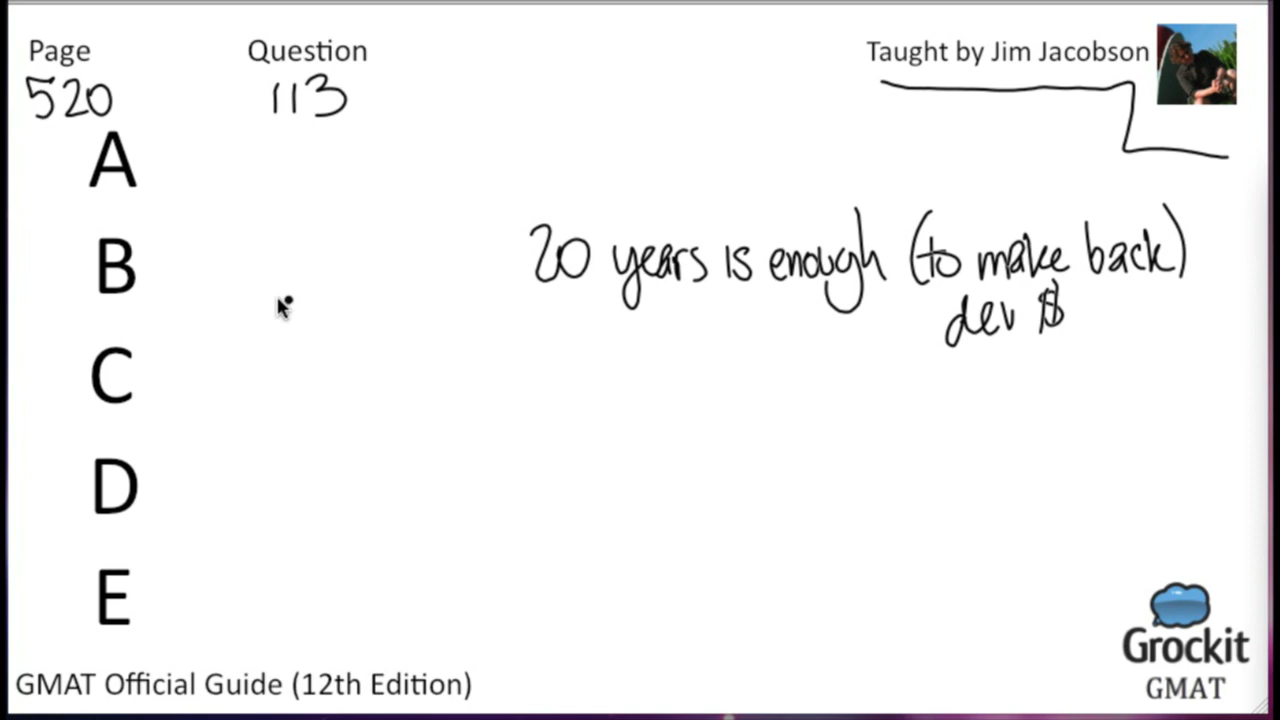 Page Question Taught by Jim Jacobson
520 113
A
B
20 years is enough (to make back)
dev $
C
D
E
Grockit
GMAT
GMAT Official Guide (12th Edition)